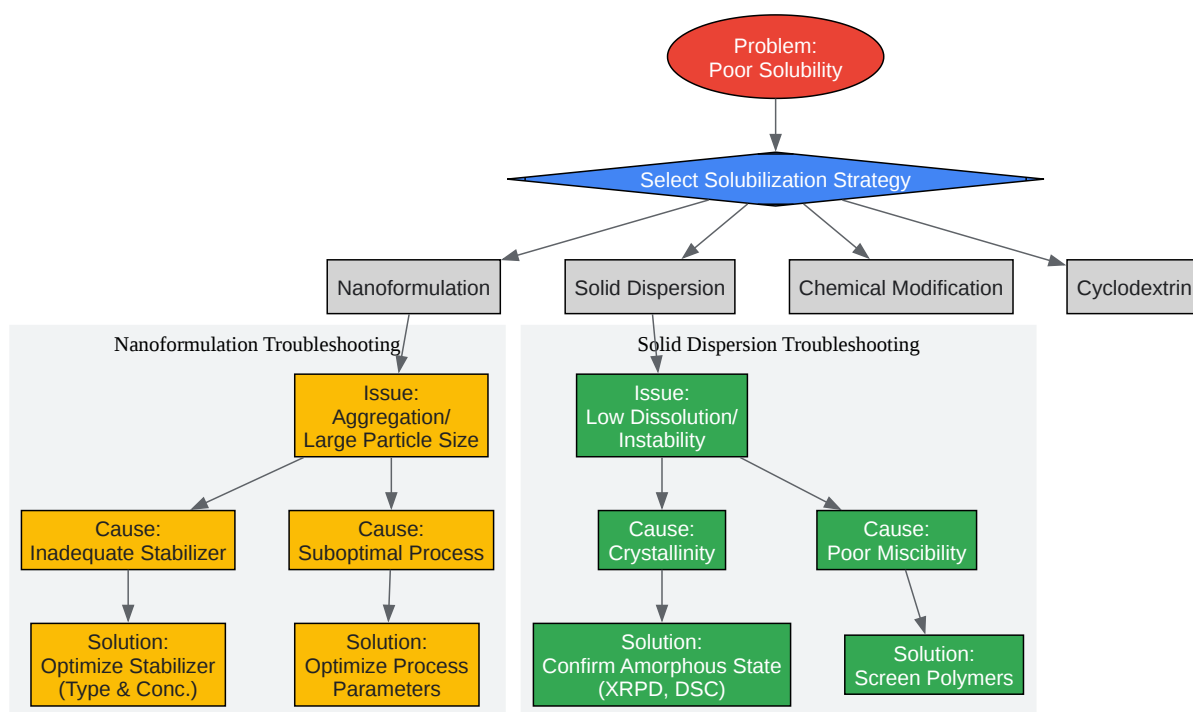 Problem:
Poor Solubility
Select Solubilization Strategy
Nanoformulation
Solid Dispersion
Chemical Modification
Cyclodextrin
Nanoformulation Troubleshooting
Issue:
Aggregation/
Large Particle Size
Cause:
Inadequate Stabilizer
Cause:
Suboptimal Process
Solution:
Optimize Stabilizer
(Type & Conc.)
Solution:
Optimize Process
Parameters
Solid Dispersion Troubleshooting
Issue:
Low Dissolution/
Instability
Cause:
Crystallinity
Cause:
Poor Miscibility
Solution:
Confirm Amorphous State
(XRPD, DSC)
Solution:
Screen Polymers